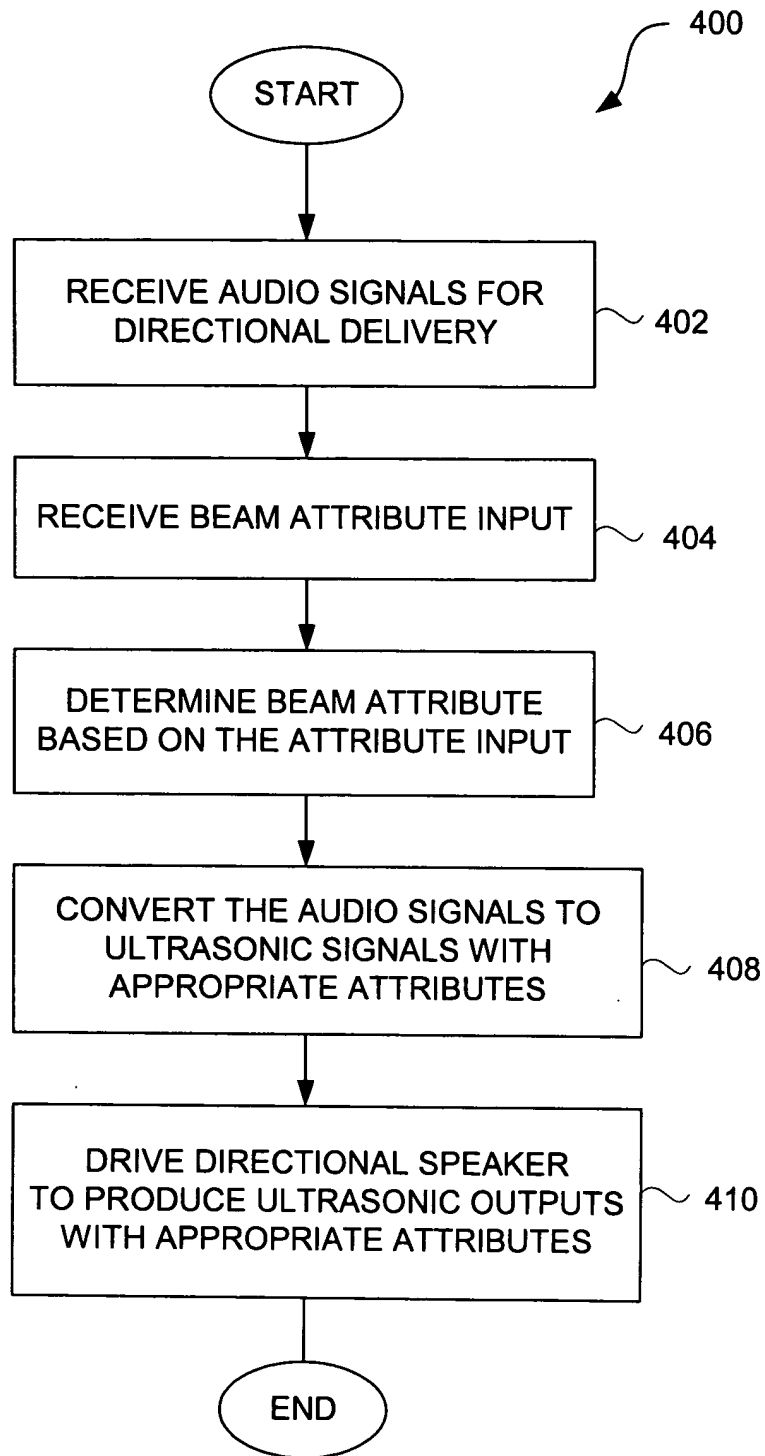 400
START
RECEIVE AUDIO SIGNALS FOR
DIRECTIONAL DELIVERY
402
RECEIVE BEAM ATTRIBUTE INPUT
404
DETERMINE BEAM ATTRIBUTE
BASED ON THE ATTRIBUTE INPUT
406
CONVERT THE AUDIO SIGNALS TO
ULTRASONIC SIGNALS WITH
APPROPRIATE ATTRIBUTES
408
DRIVE DIRECTIONAL SPEAKER
TO PRODUCE ULTRASONIC OUTPUTS
WITH APPROPRIATE ATTRIBUTES
410
END